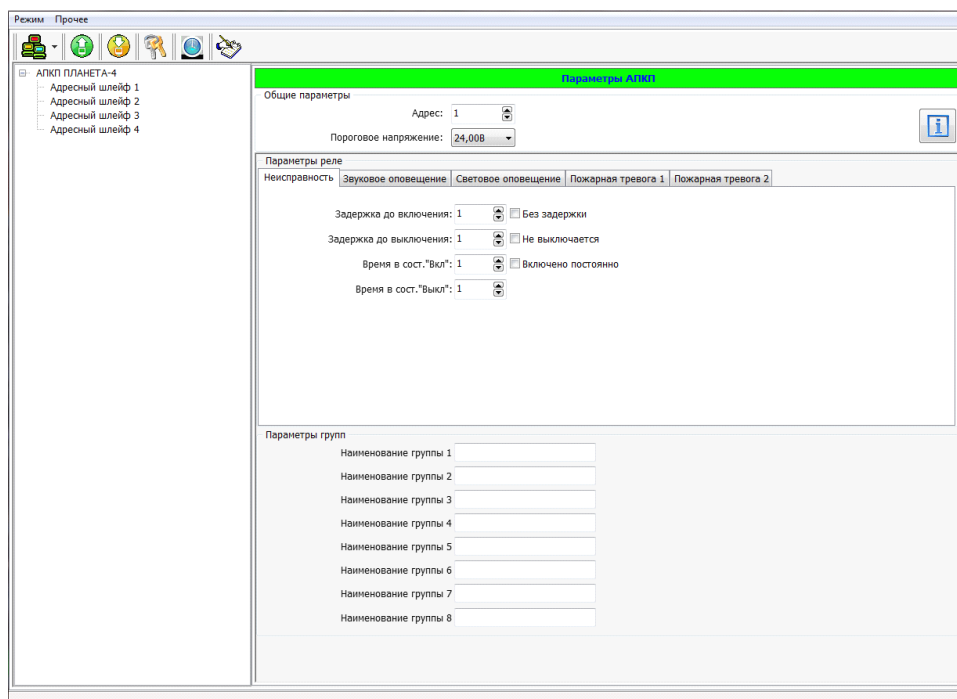 Режим Прочее
АПКП ПЛАНЕТА-4
Адресный шлейф 1
Адресный шлейф 2
Адресный шлейф 3
Адресный шлейф 4
Параметры АПКП
Общие параметры
Адрес: 1
Пороговое напряжение: 24,00В
Параметры реле
Неисправность Звуковое оповещение Световое оповещение Пожарная тревога 1 Пожарная тревога 2
Задержка до включения: 1 Без задержки
Задержка до выключения: 1 Не выключается
Время в сост."Вкл": 1 Включено постоянно
Время в сост."Выкл": 1
Параметры групп
Наименование группы 1
Наименование группы 2
Наименование группы 3
Наименование группы 4
Наименование группы 5
Наименование группы 6
Наименование группы 7
Наименование группы 8